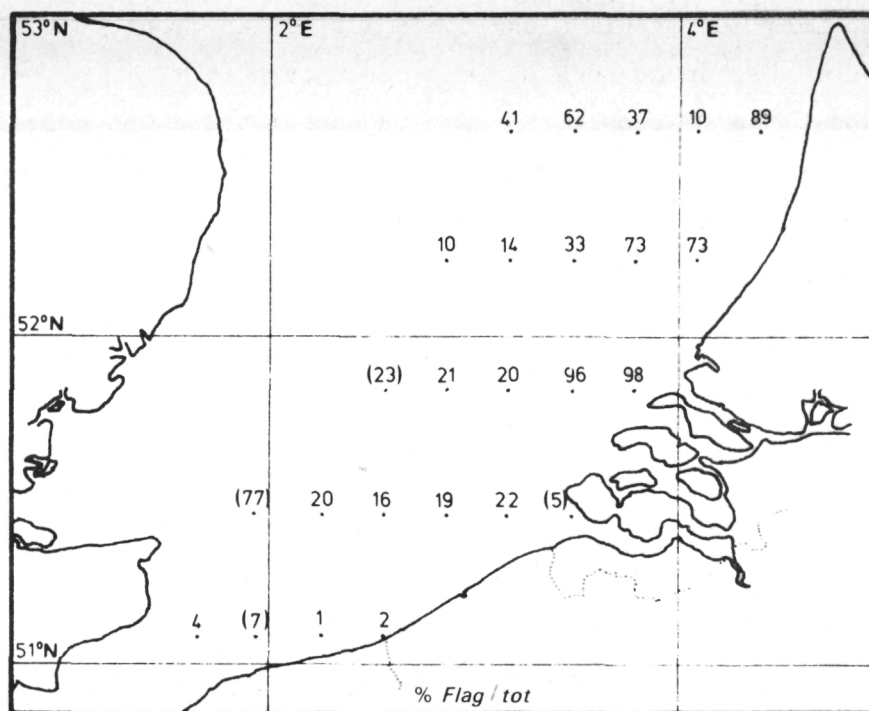 53°N 2°E 4°E
41 62 37 10 89
10 14 33 73 73
52°N
(23) 21 20 96 98
(77) 20 16 19 22 (5)
4 (7) 1 2
51°N
% Flag / tot